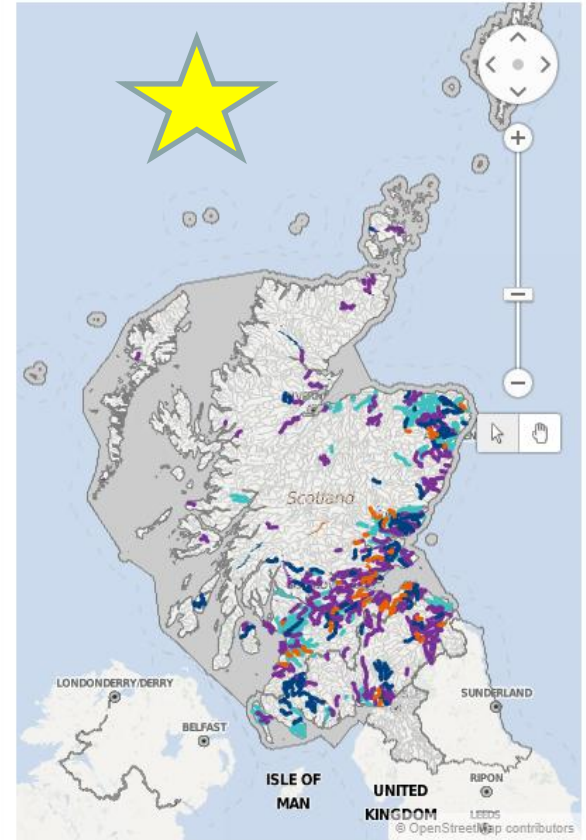 Scotland
LONDONDERRY/DERRY
BELFAST
SUNDERLAND
ISLE OF
MAN
UNITED
KINGDOM
RIPON
LEEDS
© OpenStreetMap contributors